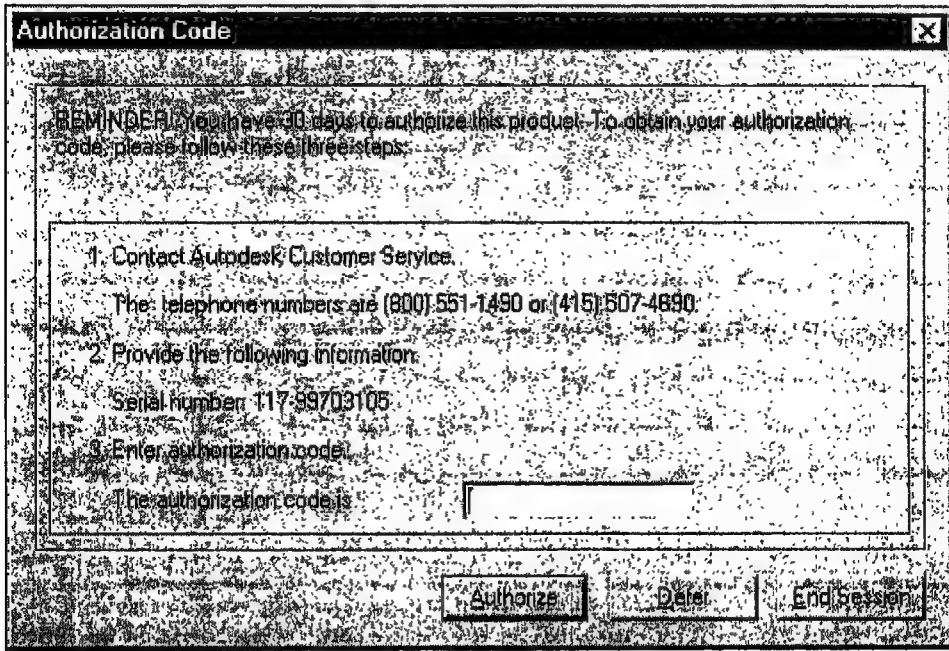 Authorization Code
REMINDER! You have 30 days to authorize this product. To obtain your authorization
code, please follow these three steps:
1. Contact Autodesk Customer Service.
The telephone numbers are (800) 551-1490 or (415) 507-4690.
2. Provide the following information:
Serial number: 117-99703105
3. Enter authorization code.
The authorization code is
Authorize Defer End Session